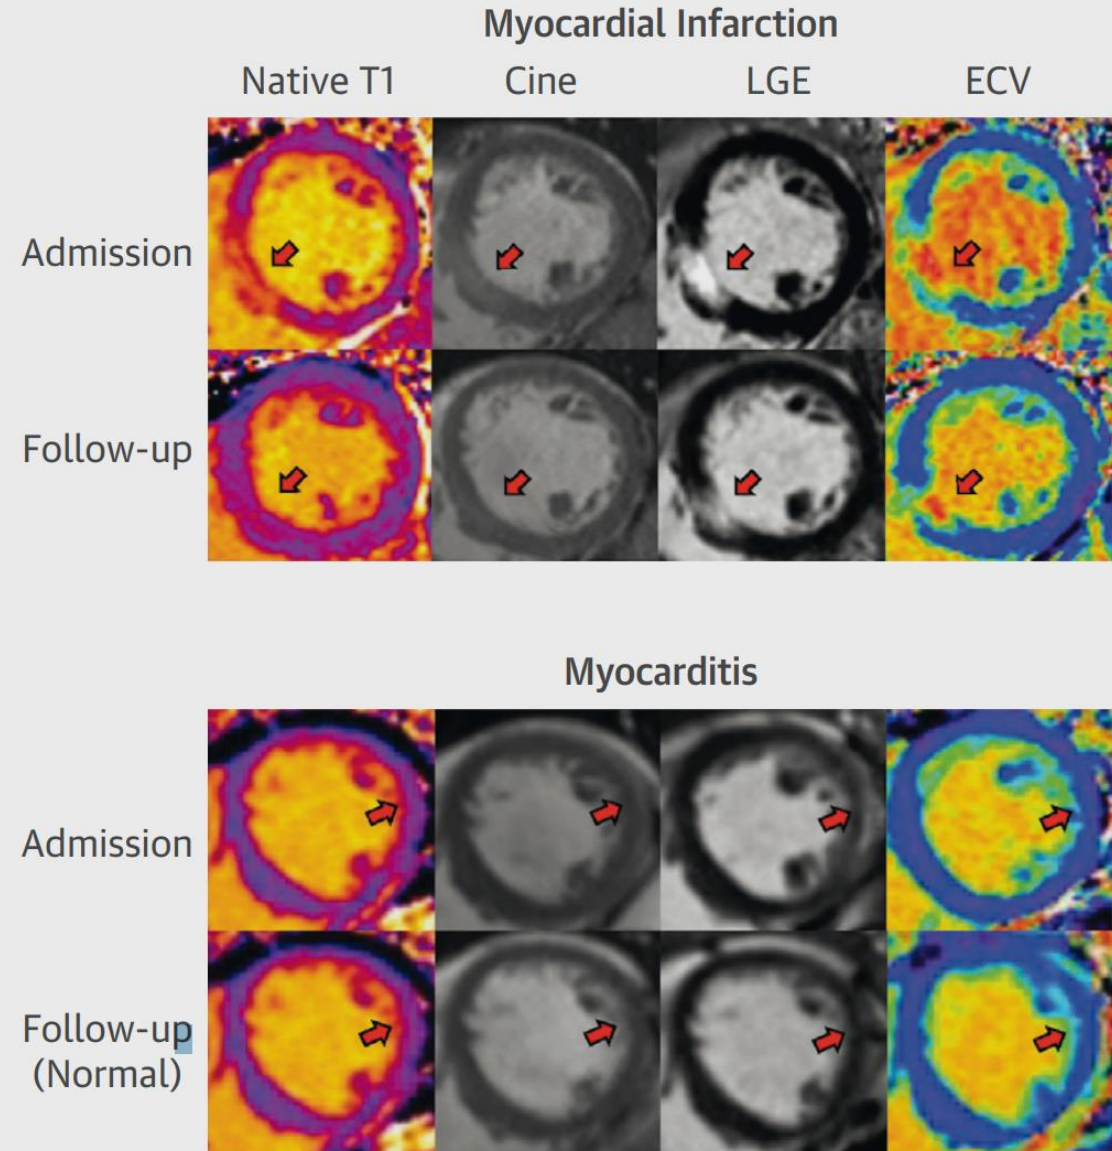 Myocardial Infarction
Native T1 Cine LGE ECV
Admission
Follow-up
Myocarditis
Admission
Follow-up
(Normal)